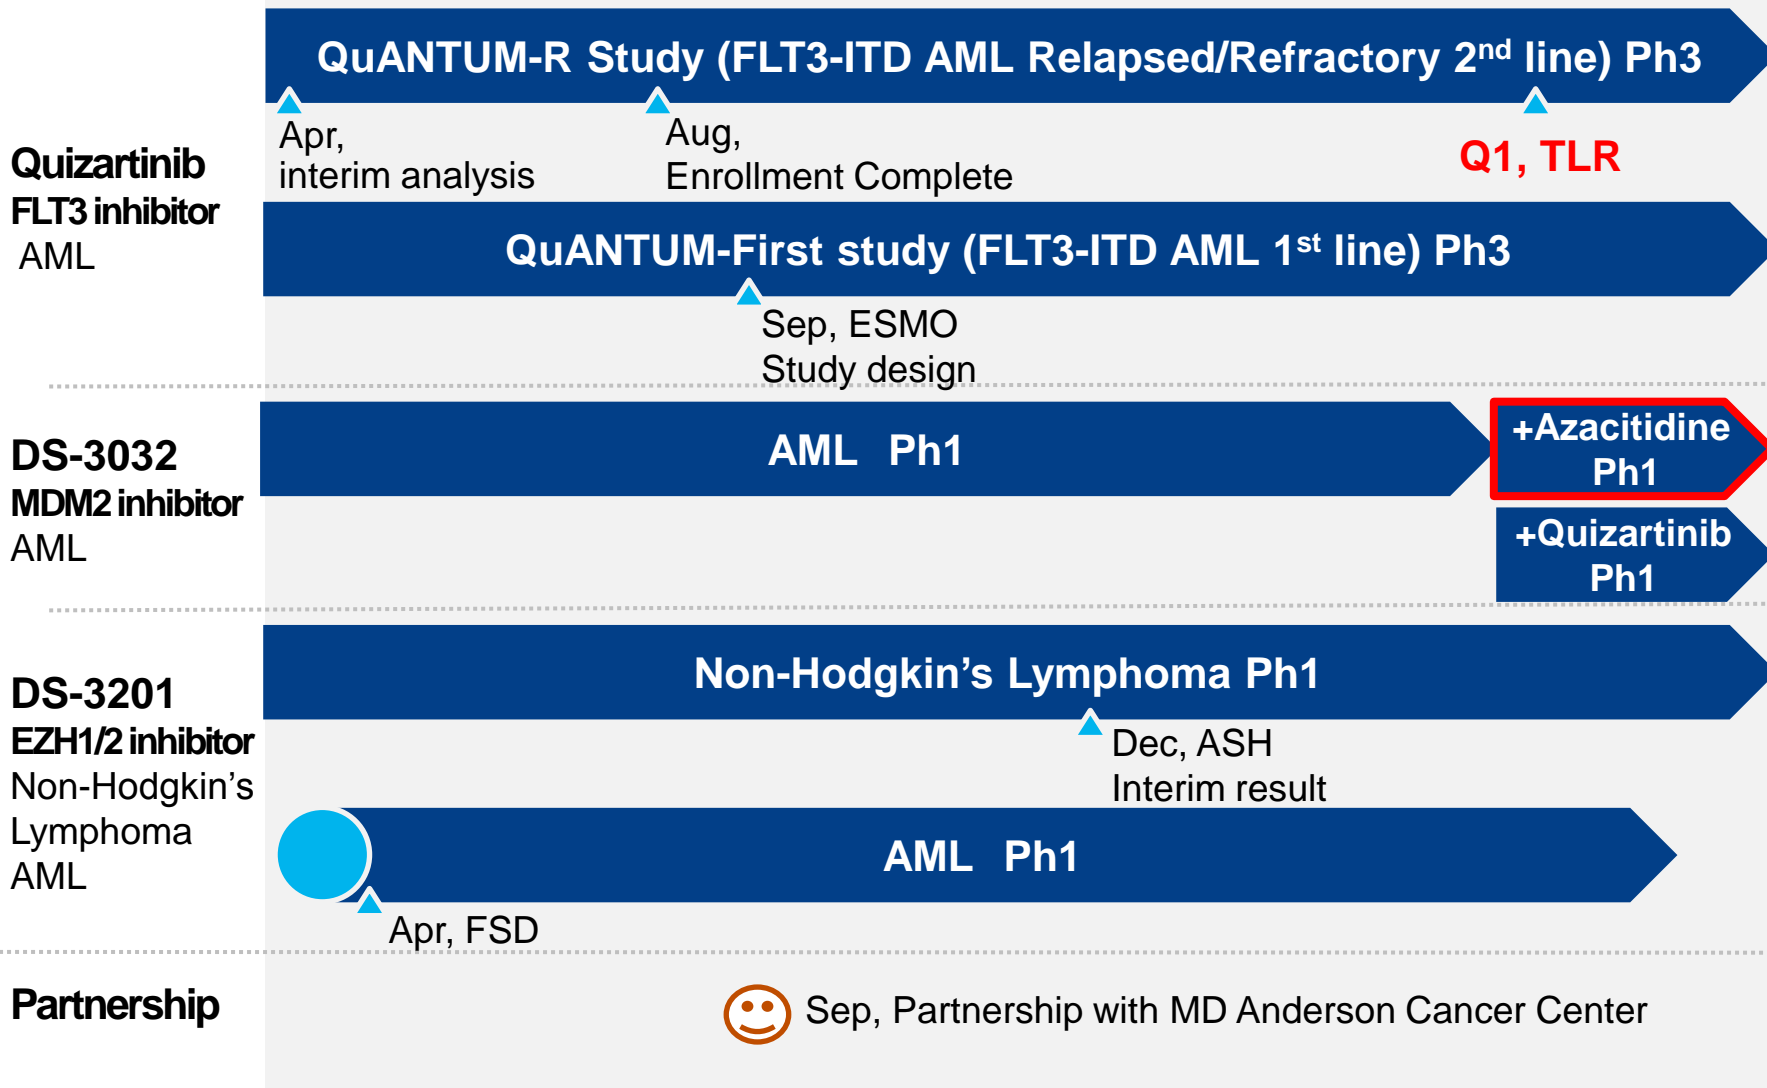 QuANTUM-R Study (FLT3-ITD AML Relapsed/Refractory 2nd line) Ph3
Apr,
interim analysis
Aug,
Enrollment Complete
Q1, TLR
Quizartinib
FLT3 inhibitor
AML
QuANTUM-First study (FLT3-ITD AML 1st line) Ph3
Sep, ESMO
Study design
DS-3032
MDM2 inhibitor
AML
AML Ph1
+Azacitidine
Ph1
+Quizartinib
Ph1
DS-3201
EZH1/2 inhibitor
Non-Hodgkin’s
Lymphoma
AML
Non-Hodgkin’s Lymphoma Ph1
Dec, ASH
Interim result
AML Ph1
Apr, FSD
Partnership
Sep, Partnership with MD Anderson Cancer Center